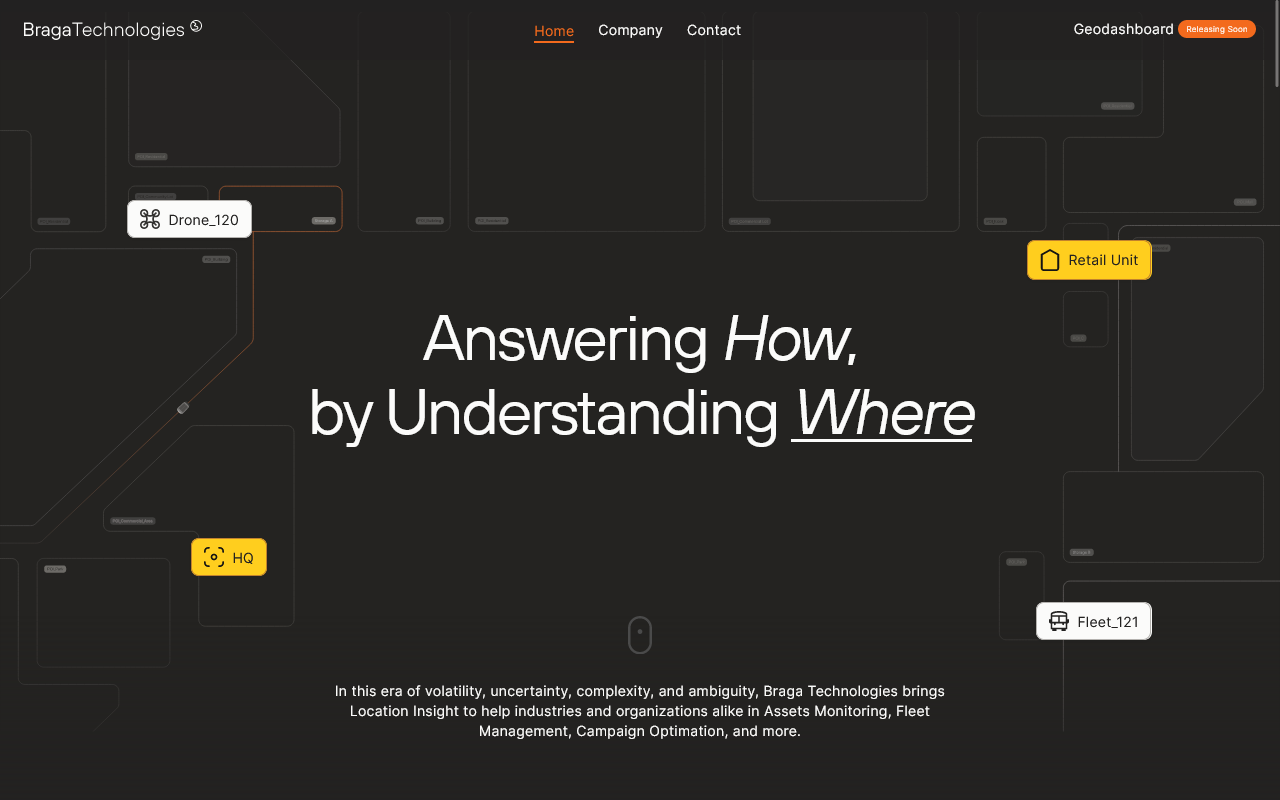 BragaTechnologies
Home
Company
Contact
Geodashboard
Releasing Soon
Drone_120
Retail Unit
Answering How,
by Understanding Where
HQ
Fleet_121
In this era of volatility, uncertainty, complexity, and ambiguity, Braga Technologies brings
Location Insight to help industries and organizations alike in Assets Monitoring, Fleet
Management, Campaign Optimation, and more.